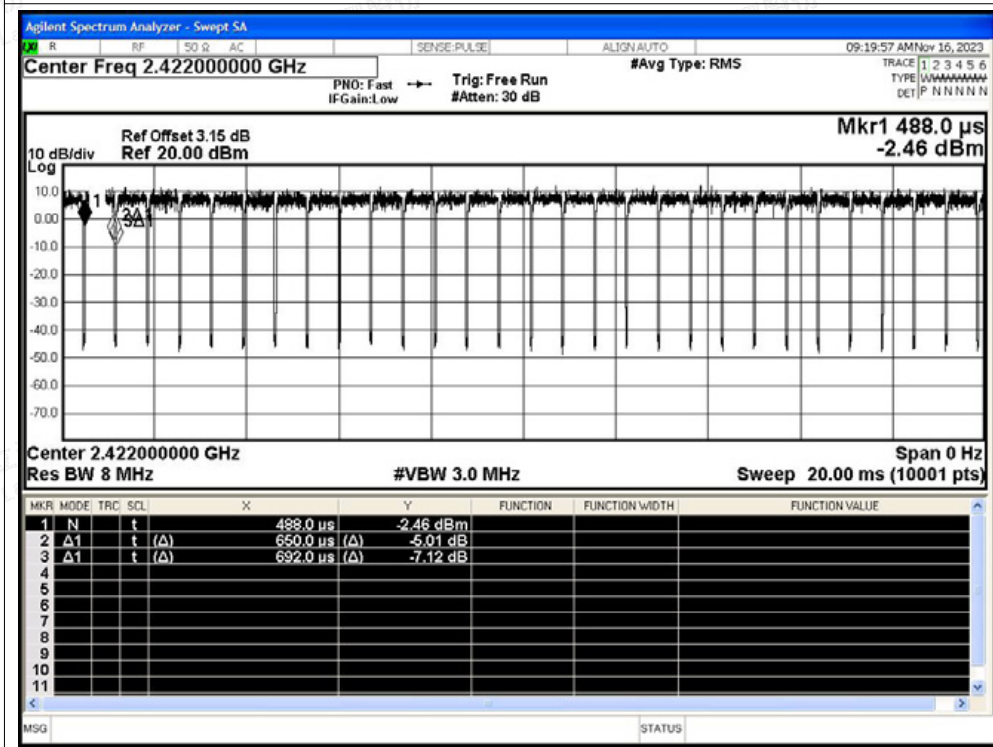 Agilent Spectrum Analyzer - Swept SA
R RF 50 Ω AC SENSE:PULSE ALIGN AUTO 09:19:57 AM Nov 16, 2023
Center Freq 2.422000000 GHz #Avg Type: RMS TRACE 1 2 3 4 5 6
PNO: Fast Trig: Free Run TYPE WWWWWW
IFGain:Low #Atten: 30 dB DET P N N N N N
Mkr1 488.0 µs
Ref Offset 3.15 dB
10 dB/div Ref 20.00 dBm -2.46 dBm
Log
10.0
1
0.00
3Δ1
-10.0
-20.0
-30.0
-40.0
-50.0
-60.0
-70.0
Center 2.422000000 GHz Span 0 Hz
Res BW 8 MHz #VBW 3.0 MHz Sweep 20.00 ms (10001 pts)
MKR MODE TRC SCL X Y FUNCTION FUNCTION WIDTH FUNCTION VALUE
1 N t 488.0 µs -2.46 dBm
2 Δ1 t (Δ) 650.0 µs (Δ) -5.01 dB
3 Δ1 t (Δ) 692.0 µs (Δ) -7.12 dB
4
5
6
7
8
9
10
11
MSG STATUS